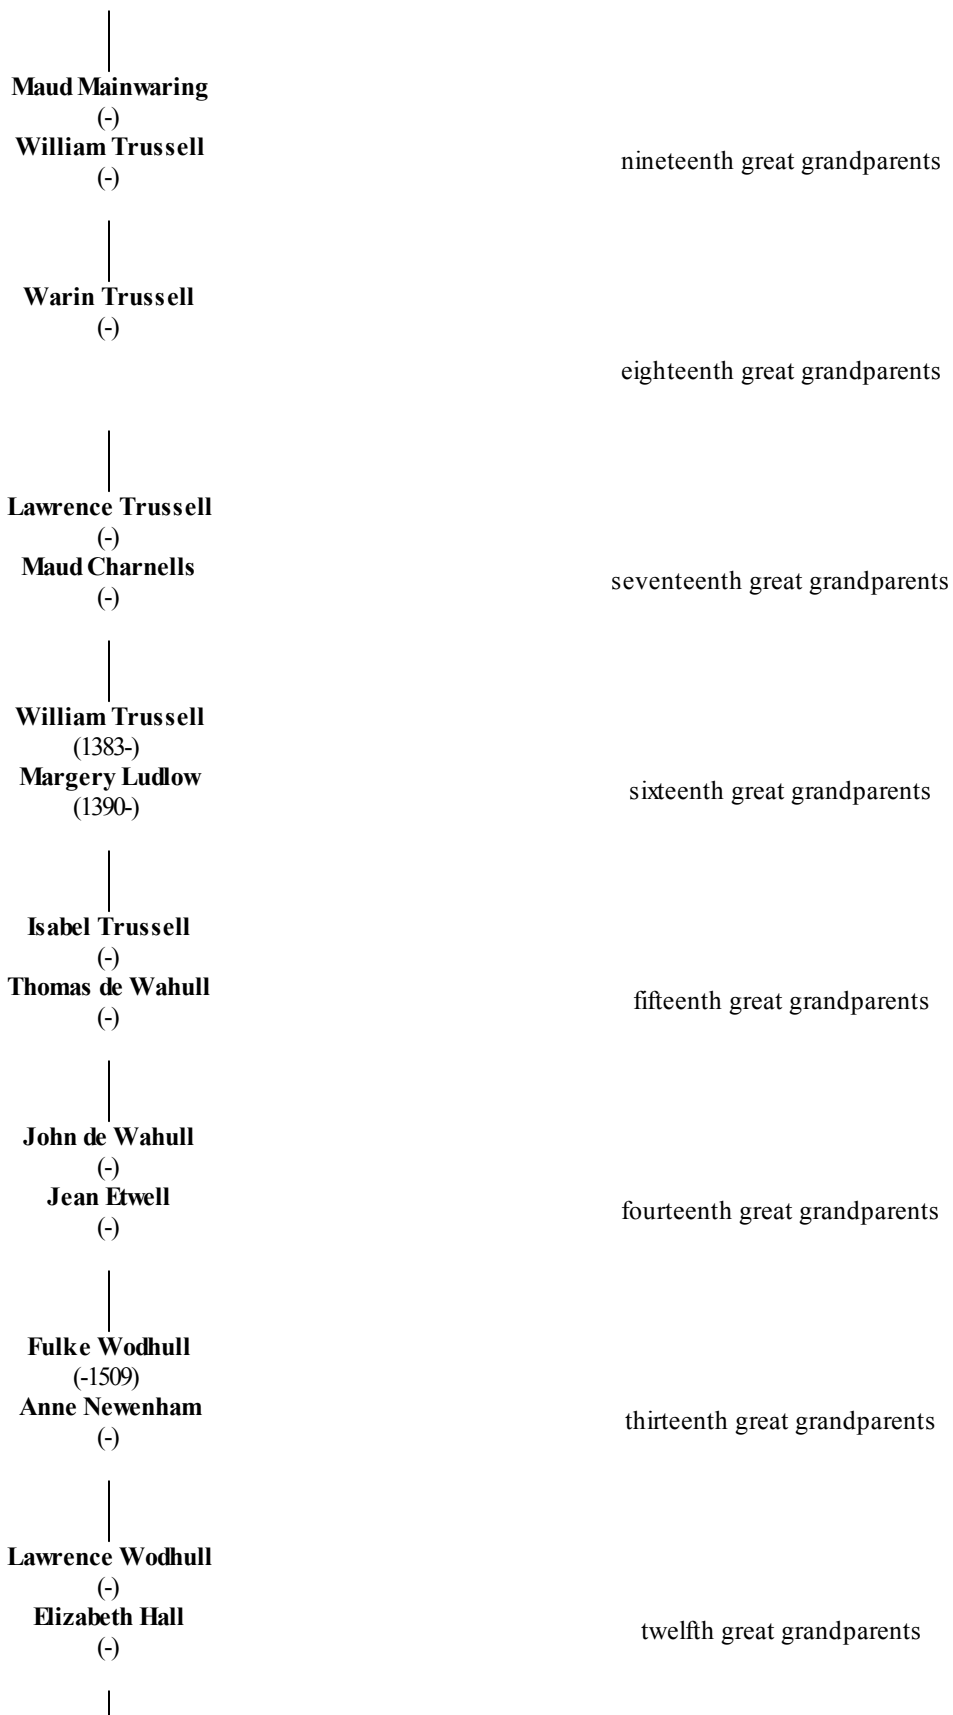 Maud Mainwaring
(-)
William Trussell
(-)
nineteenth great grandparents
Warin Trussell
(-)
eighteenth great grandparents
Lawrence Trussell
(-)
Maud Charnells
(-)
seventeenth great grandparents
William Trussell
(1383-)
Margery Ludlow
(1390-)
sixteenth great grandparents
Isabel Trussell
(-)
Thomas de Wahull
(-)
fifteenth great grandparents
John de Wahull
(-)
Jean Etwell
(-)
fourteenth great grandparents
Fulke Wodhull
(-1509)
Anne Newenham
(-)
thirteenth great grandparents
Lawrence Wodhull
(-)
Elizabeth Hall
(-)
twelfth great grandparents